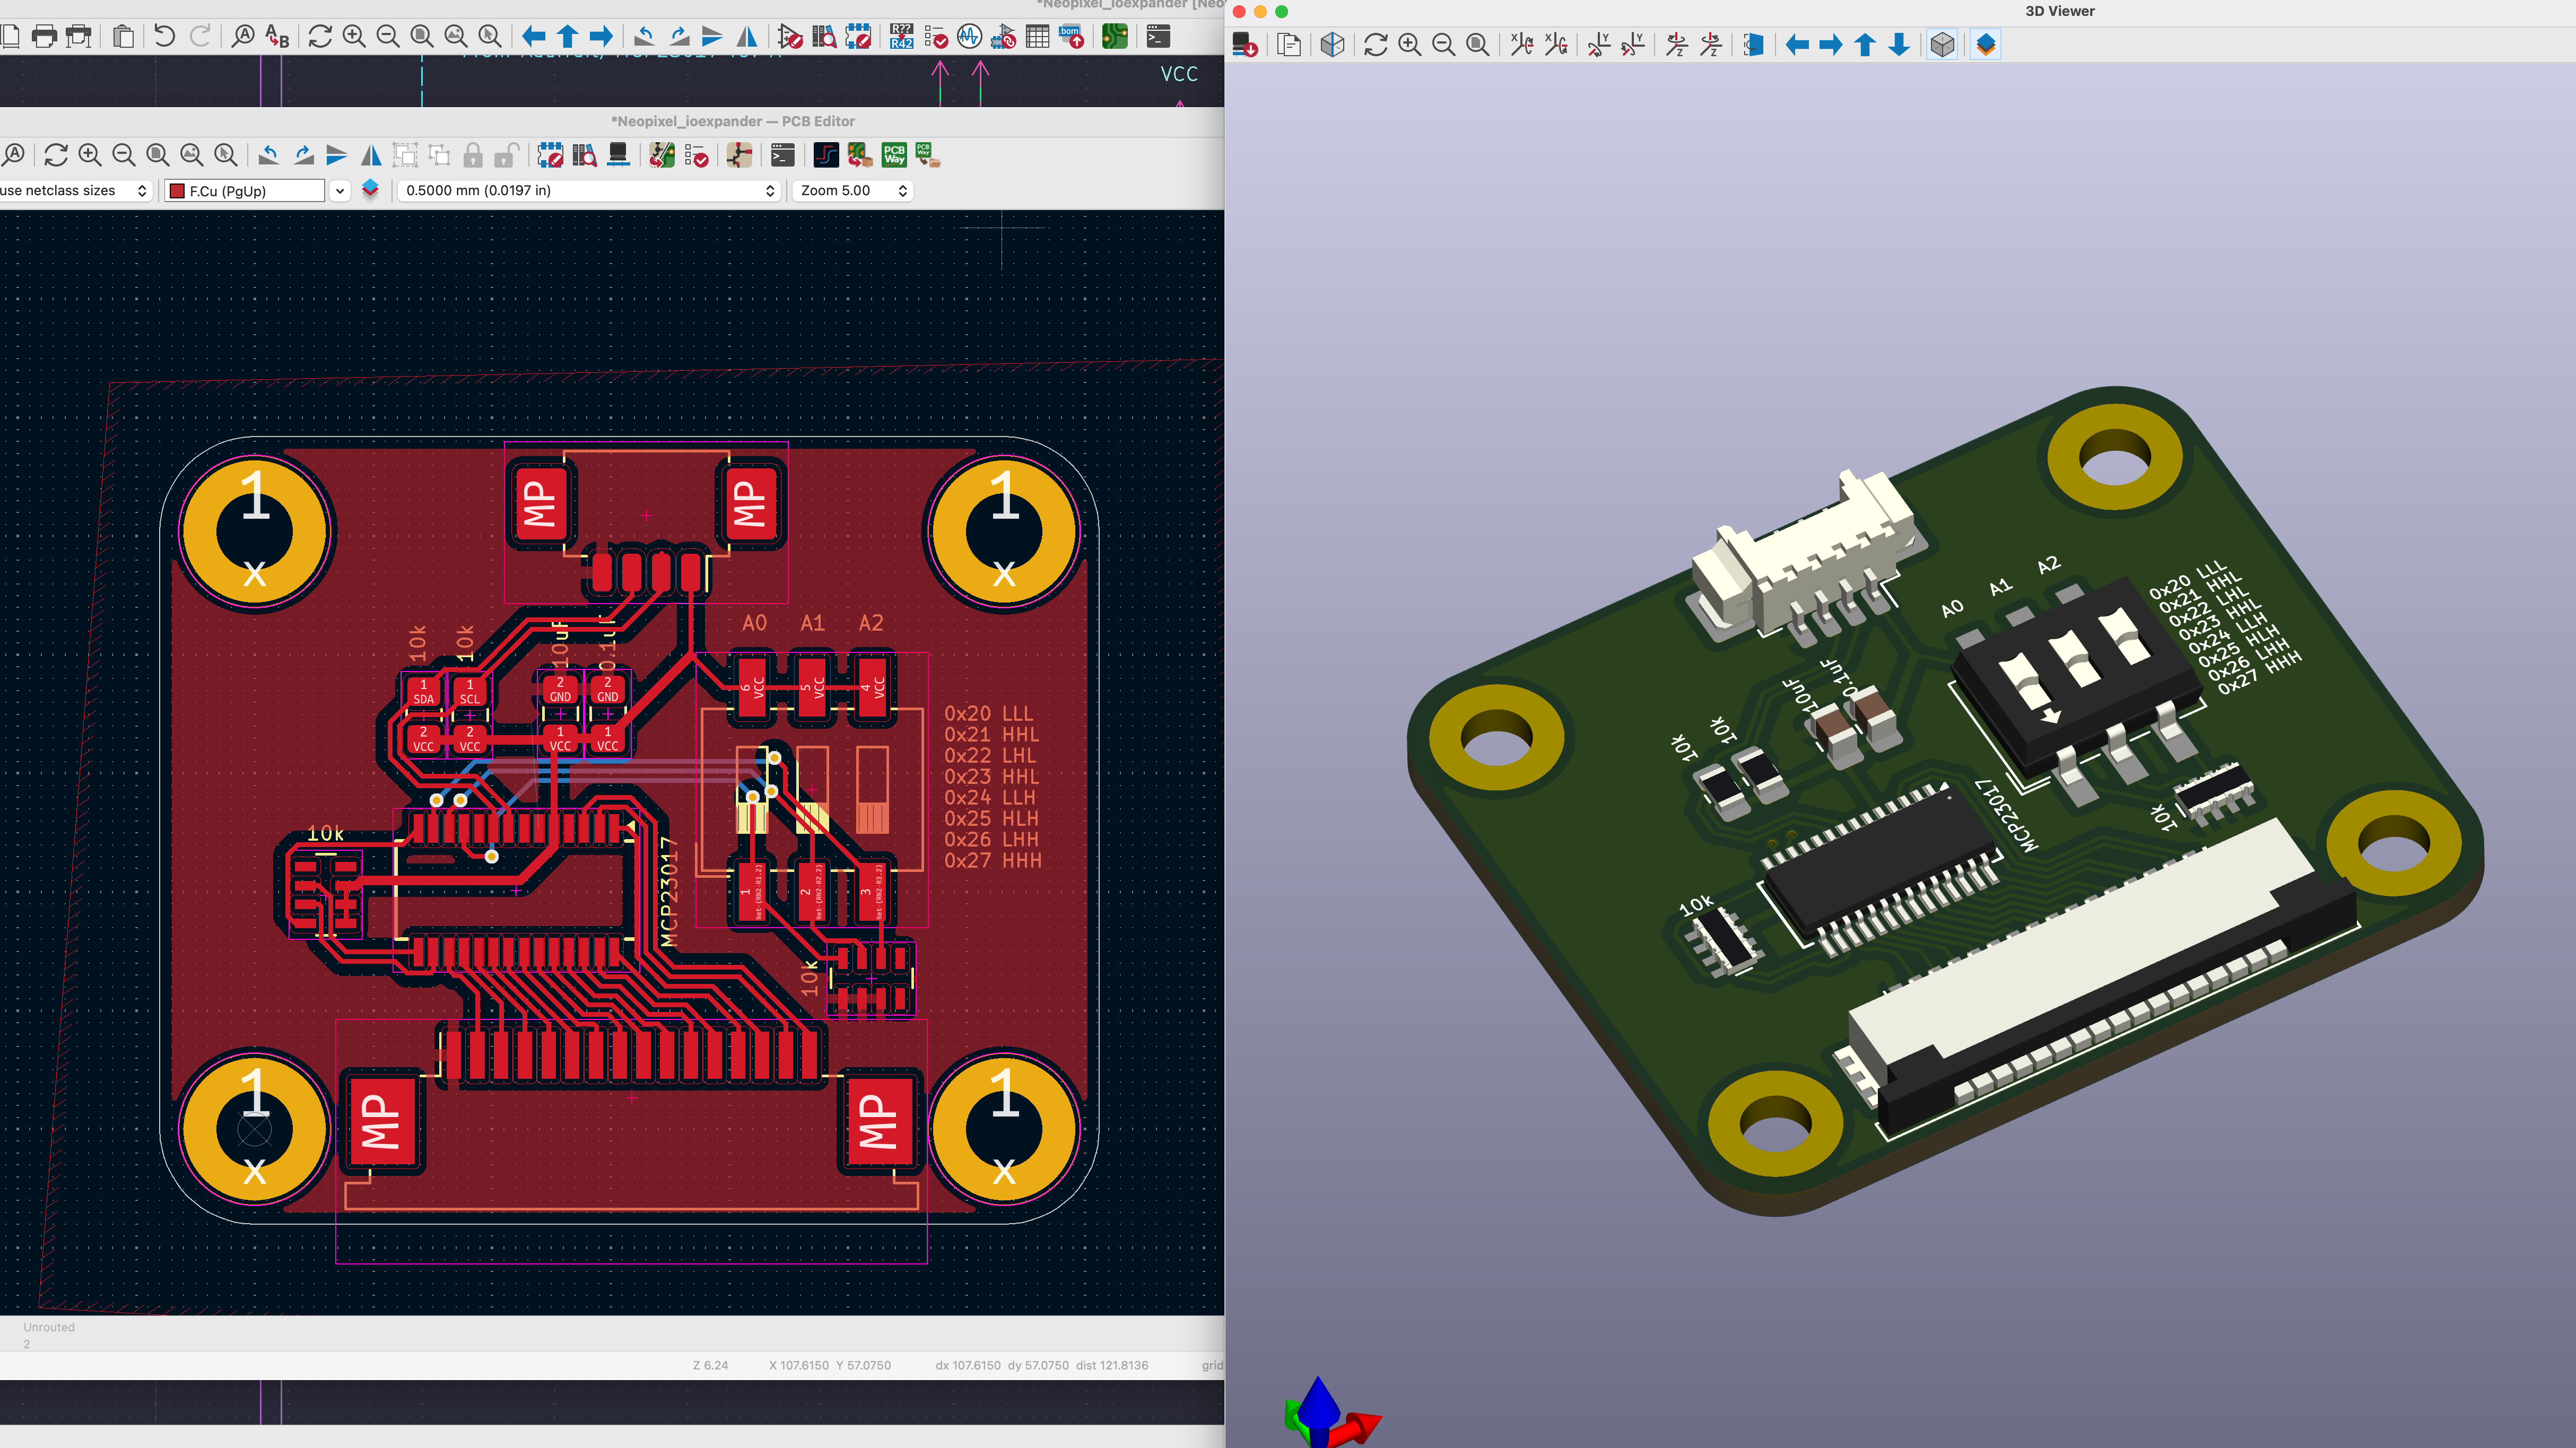 *Neopixel_ioexpander [Neo
R??
R42
.bom
VCC
*Neopixel_ioexpander — PCB Editor
PCB
Way
PCB
Way
use netclass sizes
F.Cu (PgUp)
0.5000 mm (0.0197 in)
Zoom 5.00
1
x
MP
MP
1
x
10k
10k
10uF
0.1uF
A0
A1
A2
1
SDA
1
SCL
2
GND
2
GND
6
VCC
5
VCC
4
VCC
2
VCC
2
VCC
1
VCC
1
VCC
0x20 LLL
0x21 HHL
0x22 LHL
0x23 HHL
0x24 LLH
0x25 HLH
0x26 LHH
0x27 HHH
10k
MCP23017
1
2
3
10k
1
x
MP
MP
1
x
Unrouted
2
Z 6.24
X 107.6150 Y 57.0750
dx 107.6150 dy 57.0750 dist 121.8136
grid
3D Viewer
A0
A1
A2
0x20 LLL
0x21 HHL
0x22 LHL
0x23 HHL
0x24 LLH
0x25 HLH
0x26 LHH
0x27 HHH
0.1uF
10uF
10k
10k
MCP23017
10k
10k